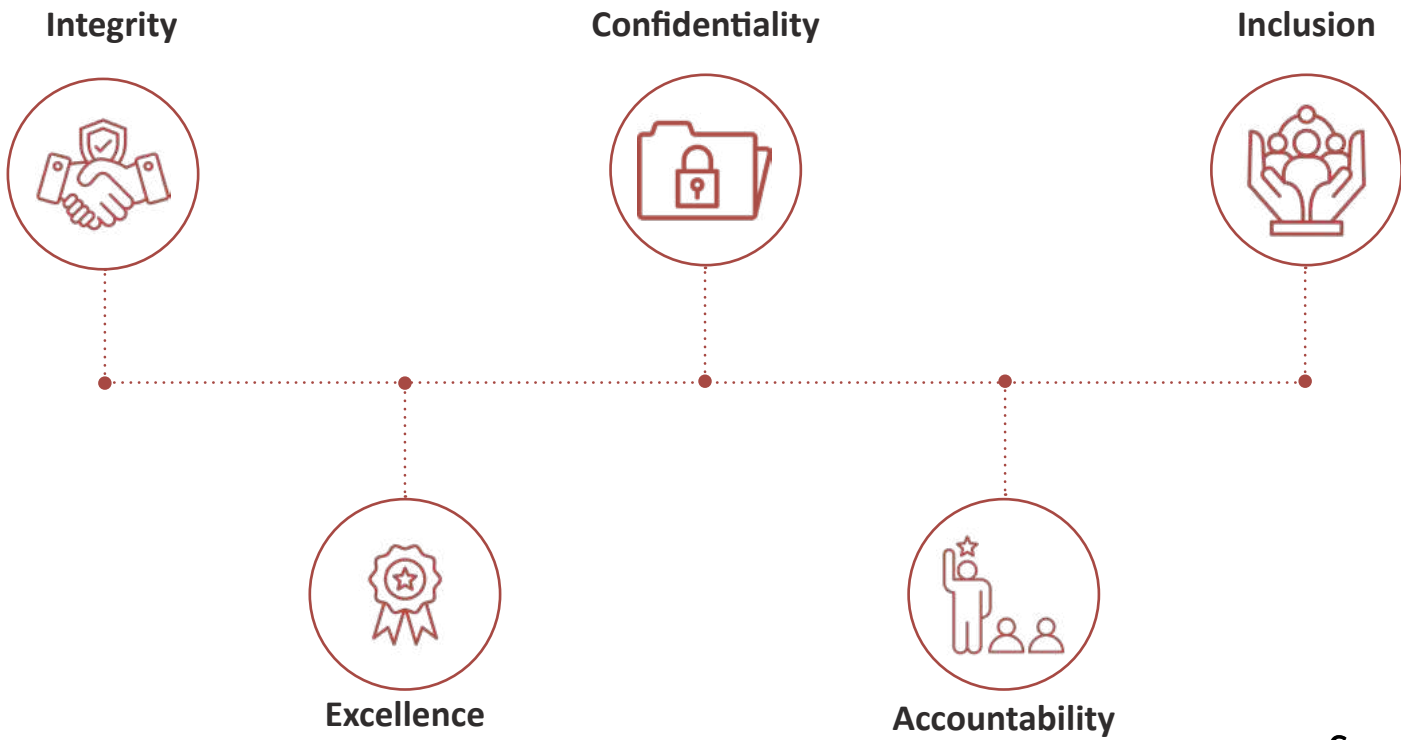 Integrity
Confidentiality
Inclusion
Excellence
Accountability